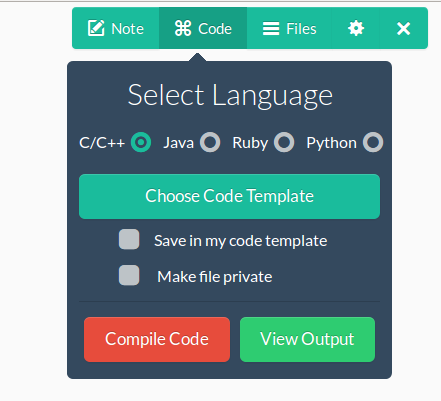 Note Code Files
Select Language
C/C++ Java Ruby Python
Choose Code Template
Save in my code template
Make file private
Compile Code View Output